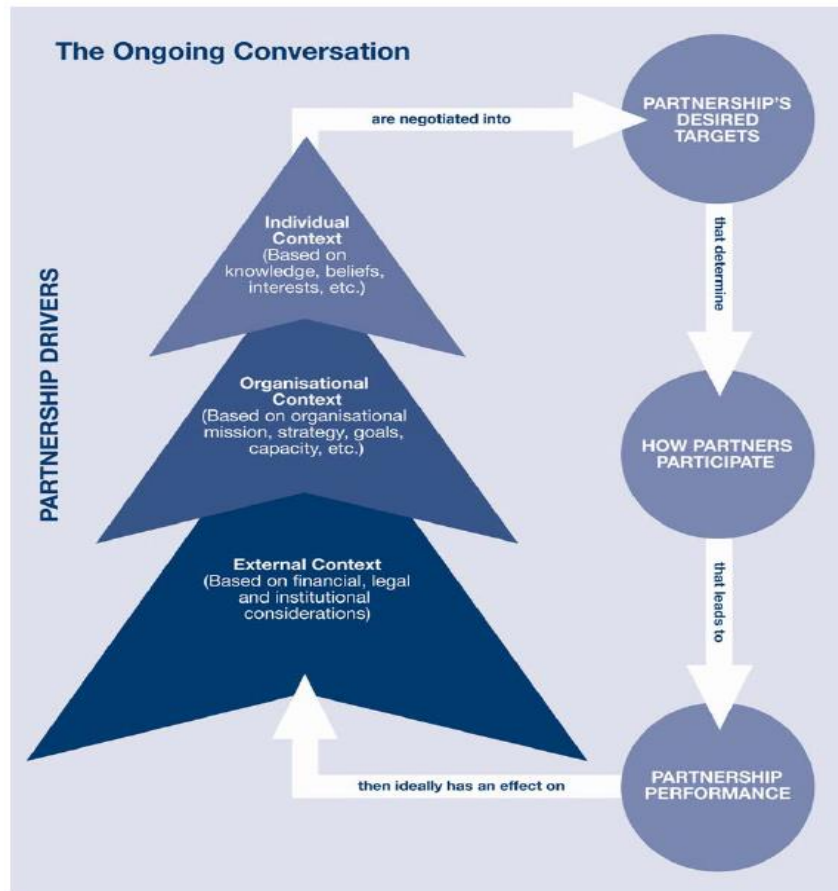 The Ongoing Conversation
are negotiated into
PARTNERSHIP'S
DESIRED
TARGETS
that determine
HOW PARTNERS
PARTICIPATE
that leads to
PARTNERSHIP
PERFORMANCE
then ideally has an effect on
PARTNERSHIP DRIVERS
Individual
Context
(Based on
knowledge, beliefs,
interests, etc.)
Organisational
Context
(Based on organisational
mission, strategy, goals,
capacity, etc.)
External Context
(Based on financial, legal
and institutional
considerations)